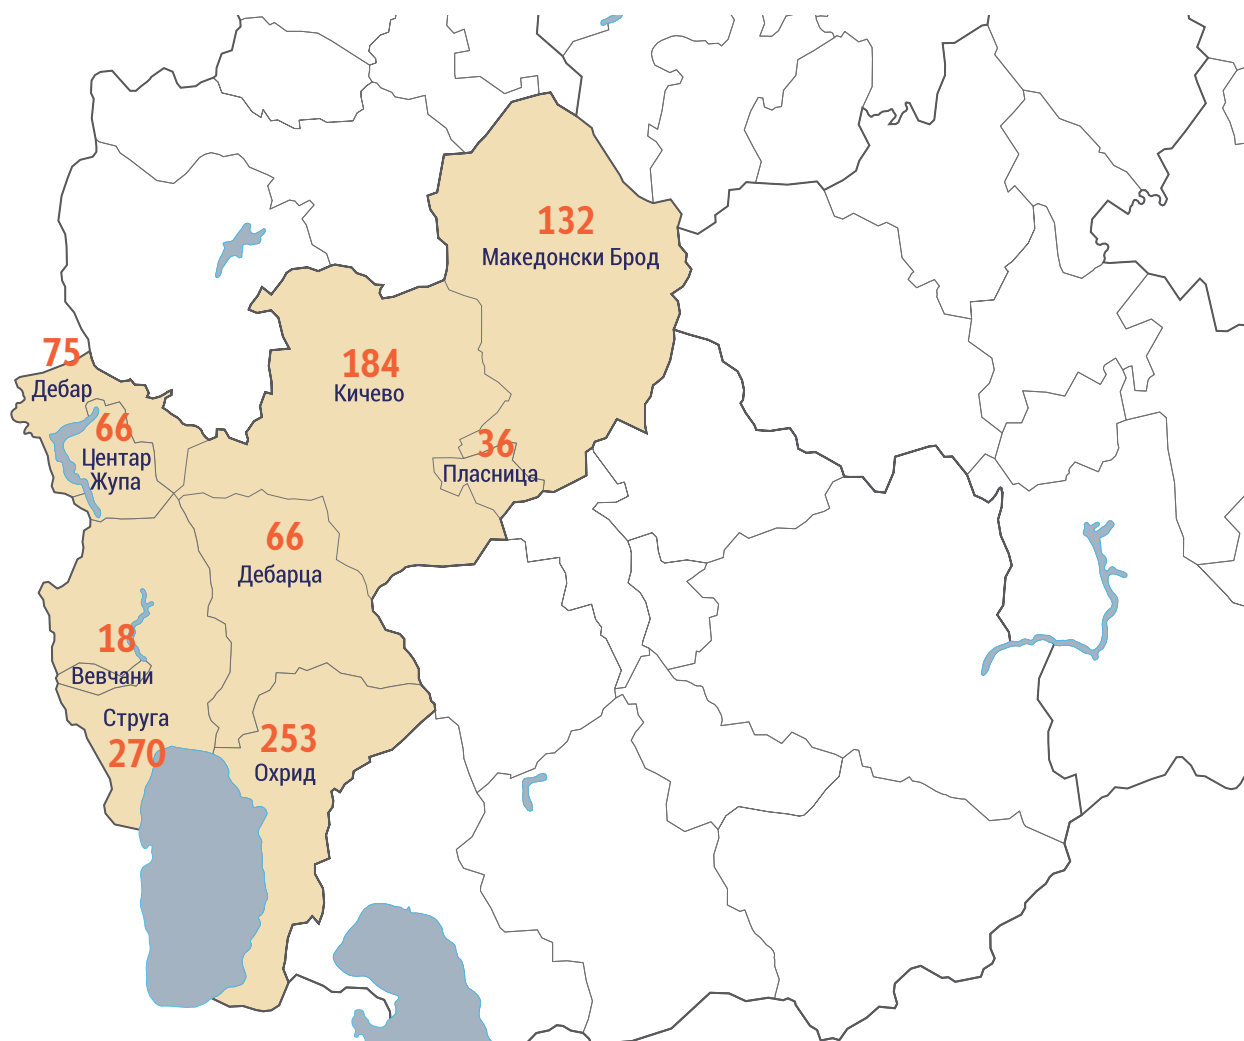 132
Македонски Брод
75
Дебар
184
Кичево
66
Центар
Жупа
36
Пласница
66
Дебарца
18
Вевчани
Струга
270
253
Охрид